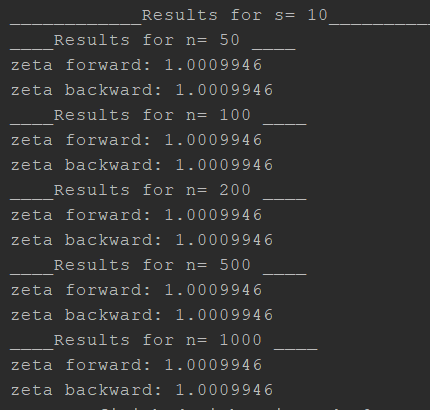 ____________Results for s= 10__________
____Results for n= 50 ____
zeta forward: 1.0009946
zeta backward: 1.0009946
____Results for n= 100 ____
zeta forward: 1.0009946
zeta backward: 1.0009946
____Results for n= 200 ____
zeta forward: 1.0009946
zeta backward: 1.0009946
____Results for n= 500 ____
zeta forward: 1.0009946
zeta backward: 1.0009946
____Results for n= 1000 ____
zeta forward: 1.0009946
zeta backward: 1.0009946